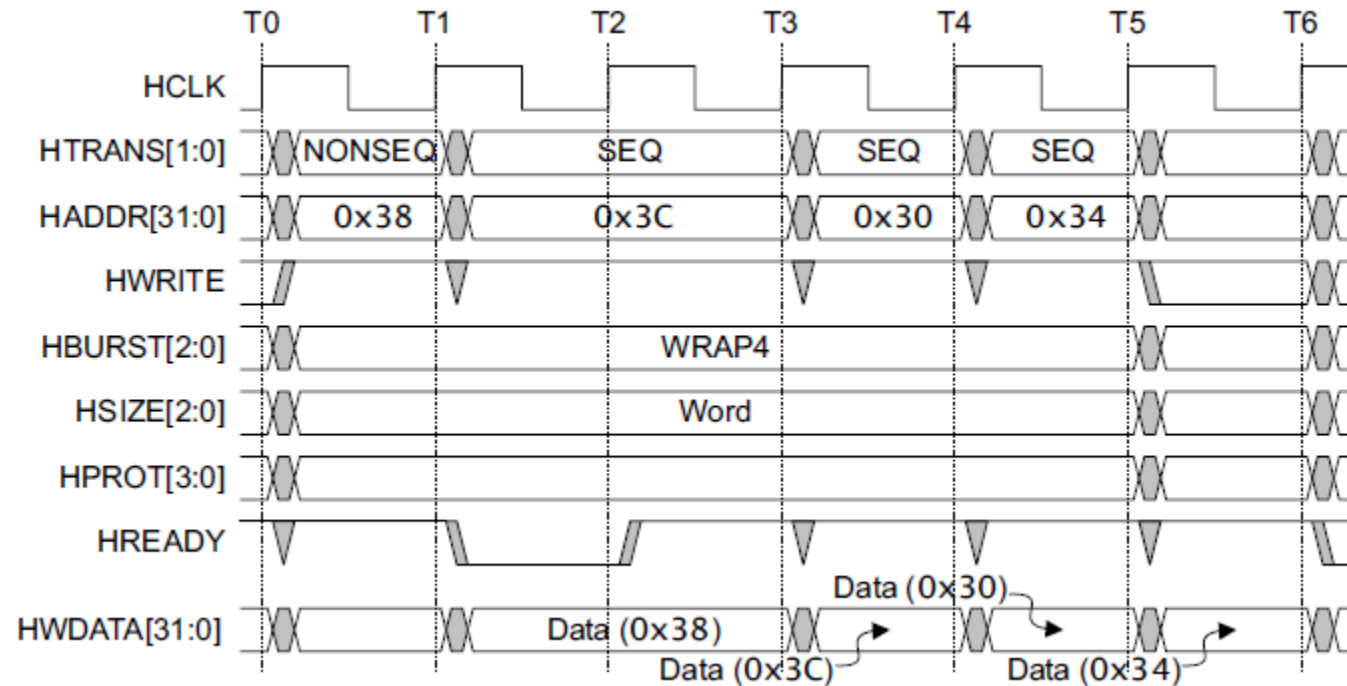 T0 T1 T2 T3 T4 T5 T6
HCLK
HTRANS[1:0] NONSEQ SEQ SEQ SEQ
HADDR[31:0] 0x38 0x3C 0x30 0x34
HWRITE
HBURST[2:0] WRAP4
HSIZE[2:0] Word
HPROT[3:0]
HREADY
Data (0x30)
HWDATA[31:0] Data (0x38)
Data (0x3C) Data (0x34)